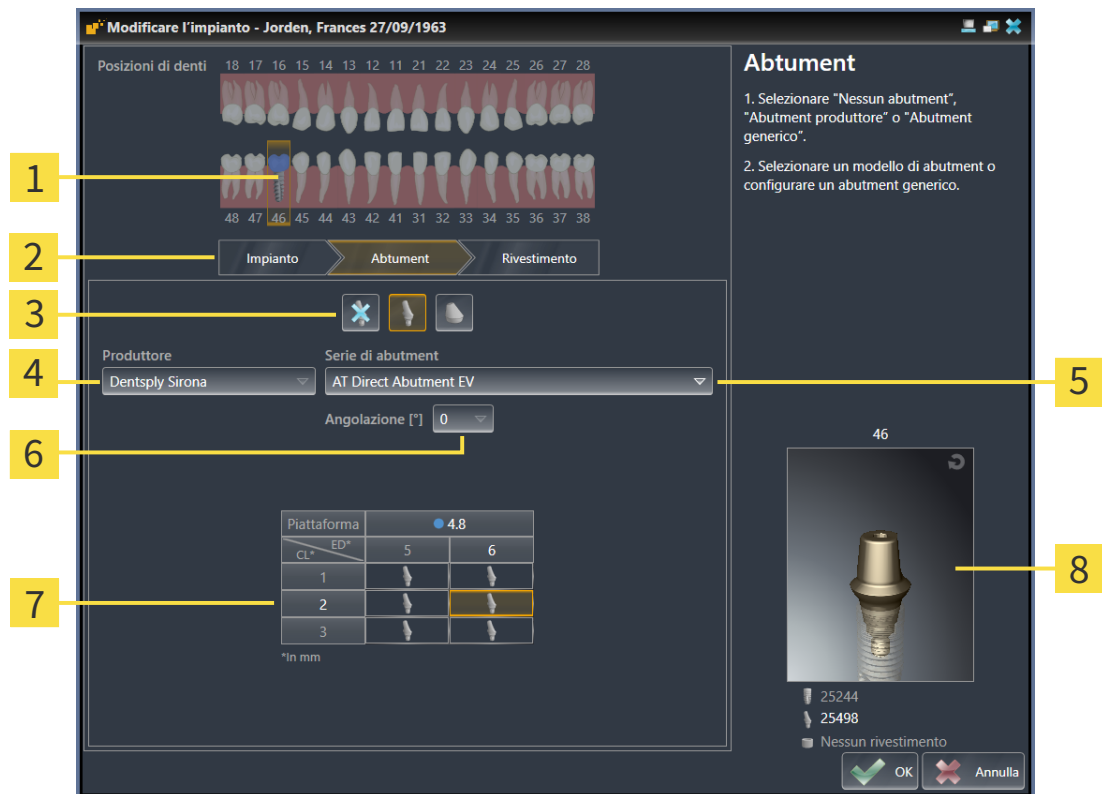 Modificare l'impianto - Jorden, Frances 27/09/1963
Posizioni di denti
18 17 16 15 14 13 12 11 21 22 23 24 25 26 27 28
48 47 46 45 44 43 42 41 31 32 33 34 35 36 37 38
1
2
Impianto
Abtument
Rivestimento
3
Produttore
Serie di abutment
4
Dentsply Sirona
AT Direct Abutment EV
5
Angolazione [°]
0
6
Piattaforma
4.8
CL*
ED*
5
6
1
2
3
7
*In mm
Abtument
1. Selezionare "Nessun abutment",
"Abutment produttore" o "Abutment
generico".
2. Selezionare un modello di abutment o
configurare un abutment generico.
46
8
25244
25498
Nessun rivestimento
OK
Annulla